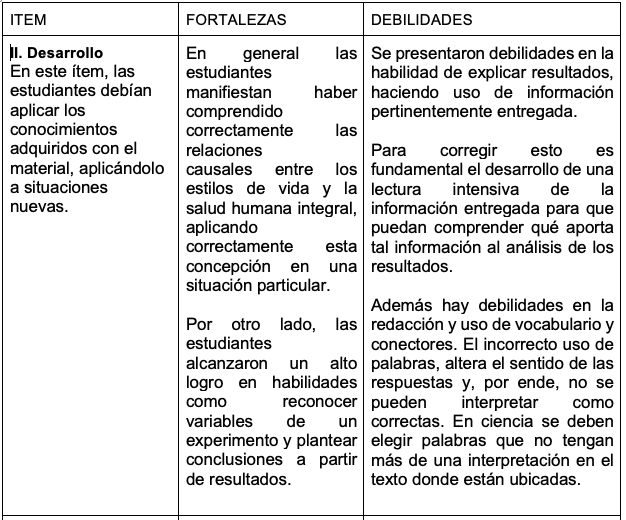 ITEM
FORTALEZAS
DEBILIDADES
II. Desarrollo
En este ítem, las
estudiantes debían
aplicar los
conocimientos
adquiridos con el
material, aplicándolo
a situaciones
nuevas.
En general las
estudiantes
manifiestan haber
comprendido
correctamente las
relaciones
causales entre los
estilos de vida y la
salud humana integral,
aplicando
correctamente esta
concepción en una
situación particular.
Por otro lado, las
estudiantes
alcanzaron un alto
logro en habilidades
como reconocer
variables de un
experimento y plantear
conclusiones a partir
de resultados.
Se presentaron debilidades en la
habilidad de explicar resultados,
haciendo uso de información
pertinentemente entregada.
Para corregir esto es
fundamental el desarrollo de una
lectura intensiva de la
información entregada para que
puedan comprender qué aporta
tal información al análisis de los
resultados.
Además hay debilidades en la
redacción y uso de vocabulario y
conectores. El incorrecto uso de
palabras, altera el sentido de las
respuestas y, por ende, no se
pueden interpretar como
correctas. En ciencia se deben
elegir palabras que no tengan
más de una interpretación en el
texto donde están ubicadas.